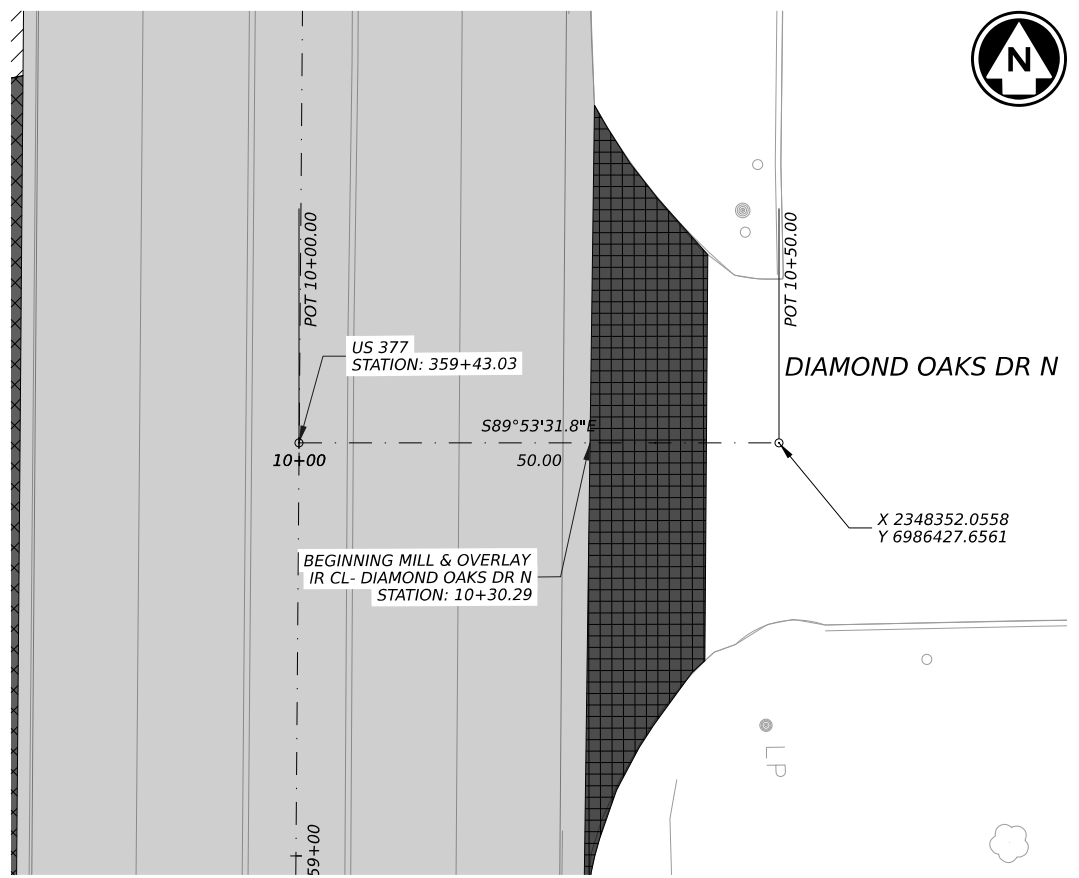 N
POT 10+00.00
POT 10+50.00
US 377
STATION: 359+43.03
DIAMOND OAKS DR N
S89°53'31.8"E
10+00
50.00
X 2348352.0558
Y 6986427.6561
BEGINNING MILL & OVERLAY
IR CL- DIAMOND OAKS DR N
STATION: 10+30.29
LP
59+00